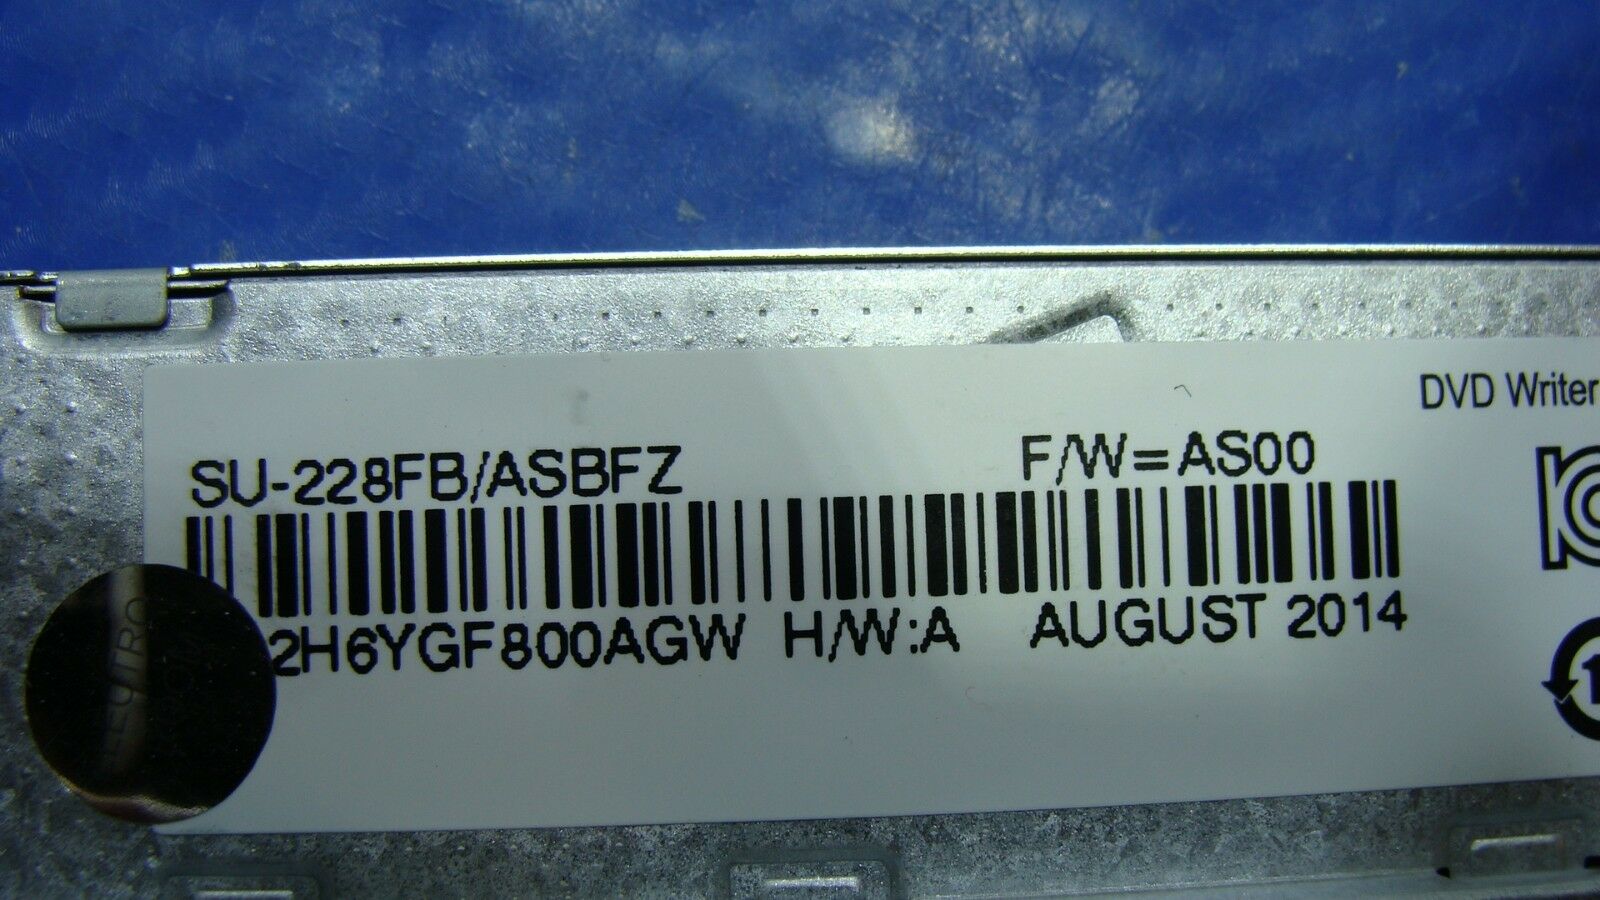 DVD Writer
SU-228FB/ASBFZ F/W=AS00
2H6YGF800AGW H/W:A AUGUST 2014